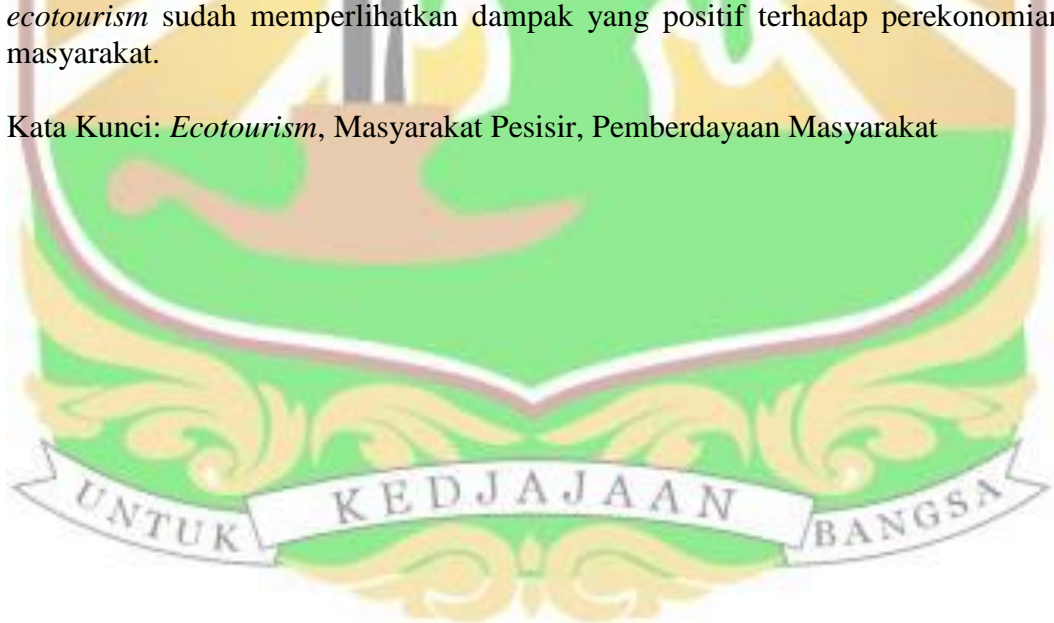 ecotourism sudah memperlihatkan dampak yang positif terhadap perekonomian
masyarakat.
Kata Kunci: Ecotourism, Masyarakat Pesisir, Pemberdayaan Masyarakat
UNTUK KEDJAJAAN BANGSA